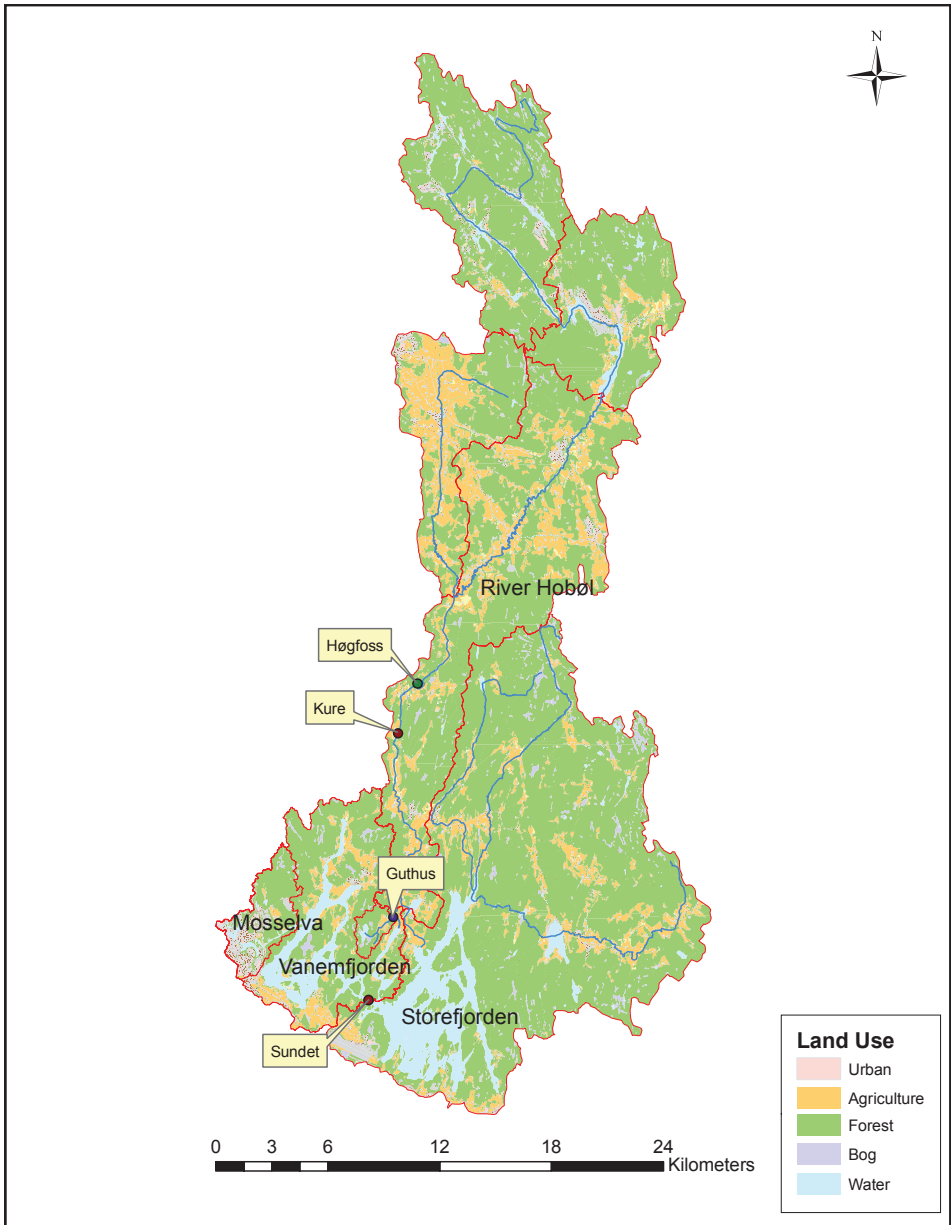 N
River Hobøl
Høgfoss
Kure
Guthus
Mosselva
Vanemfjorden
Storefjorden
Sundet
Land Use
Urban
Agriculture
Forest
Bog
Water
0 3 6 12 18 24
Kilometers